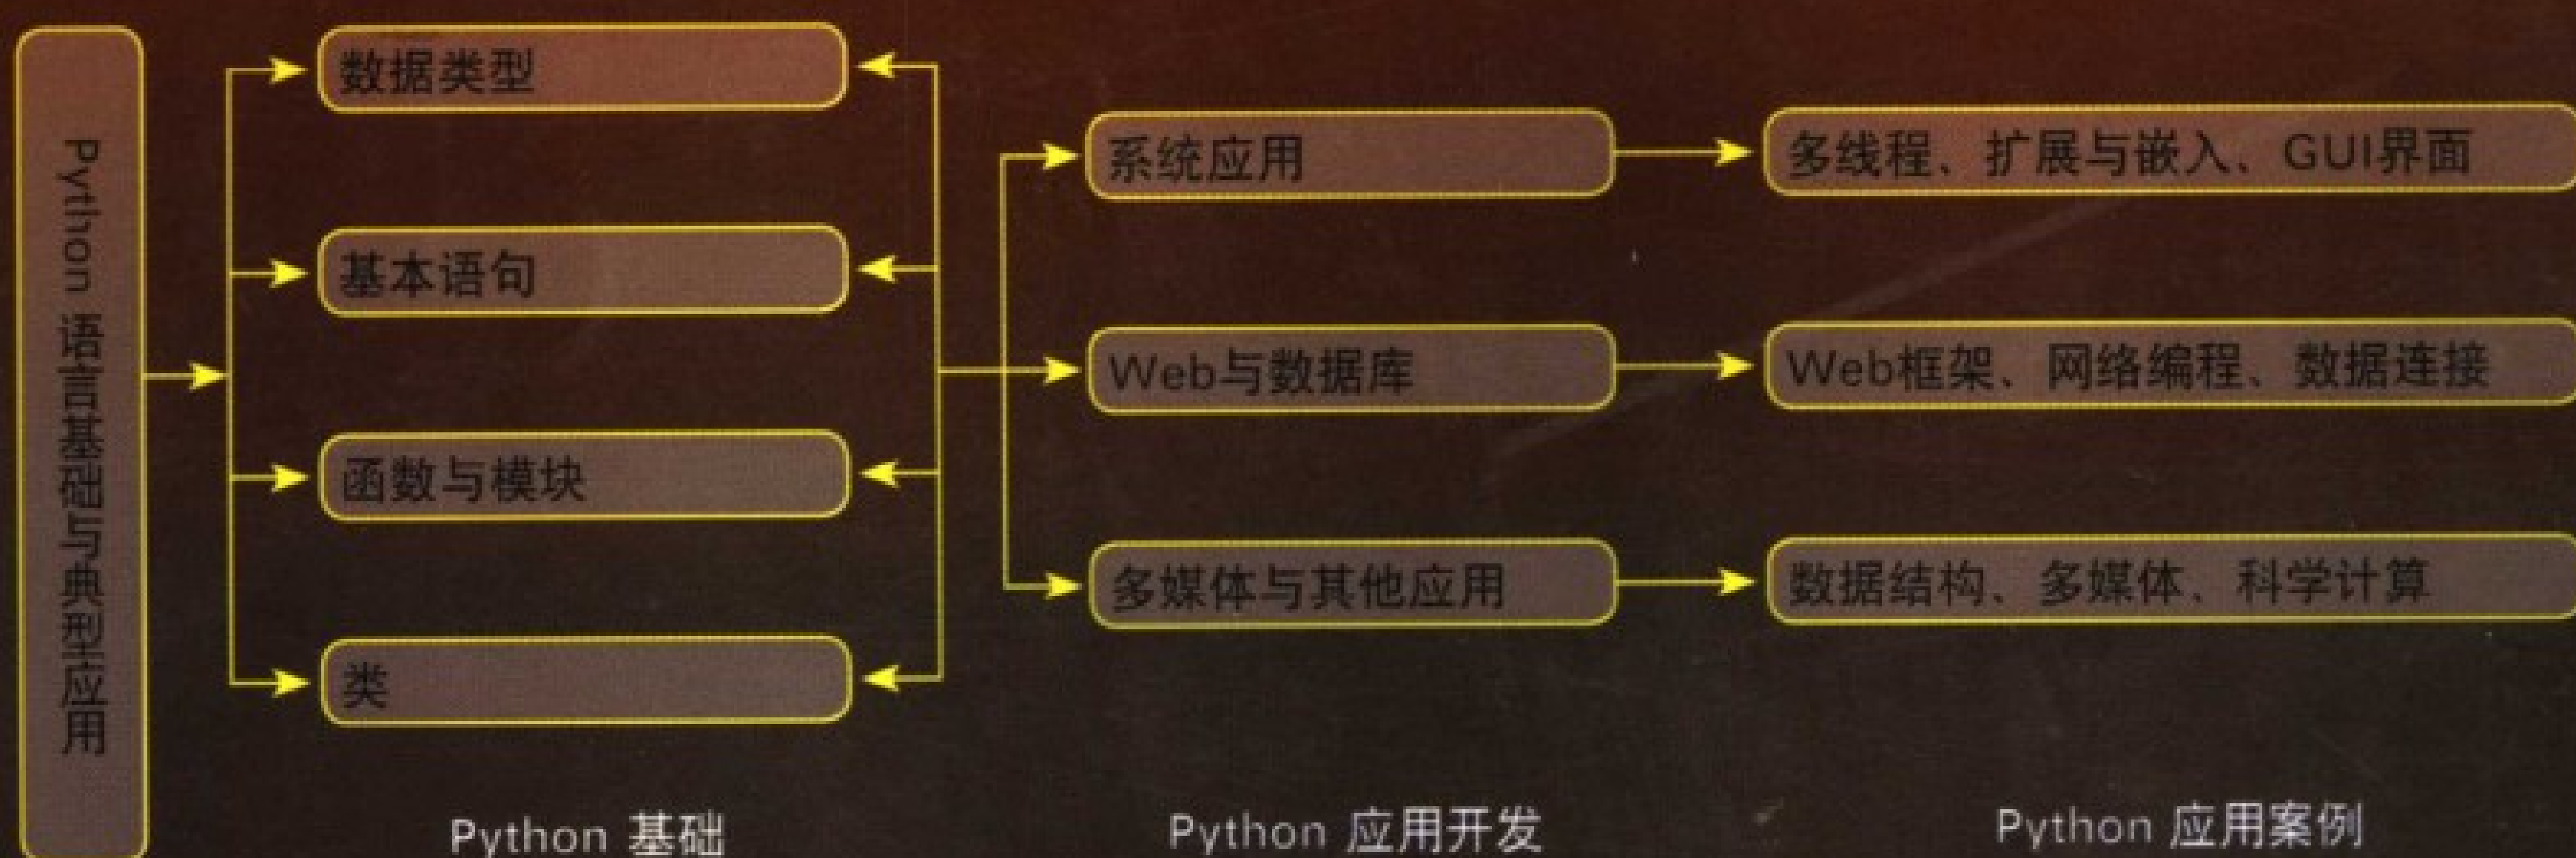 Python 语言基础与典型应用
数据类型
基本语句
函数与模块
类
Python 基础
系统应用
Web与数据库
多媒体与其他应用
Python 应用开发
多线程、扩展与嵌入、GUI界面
Web框架、网络编程、数据连接
数据结构、多媒体、科学计算
Python 应用案例